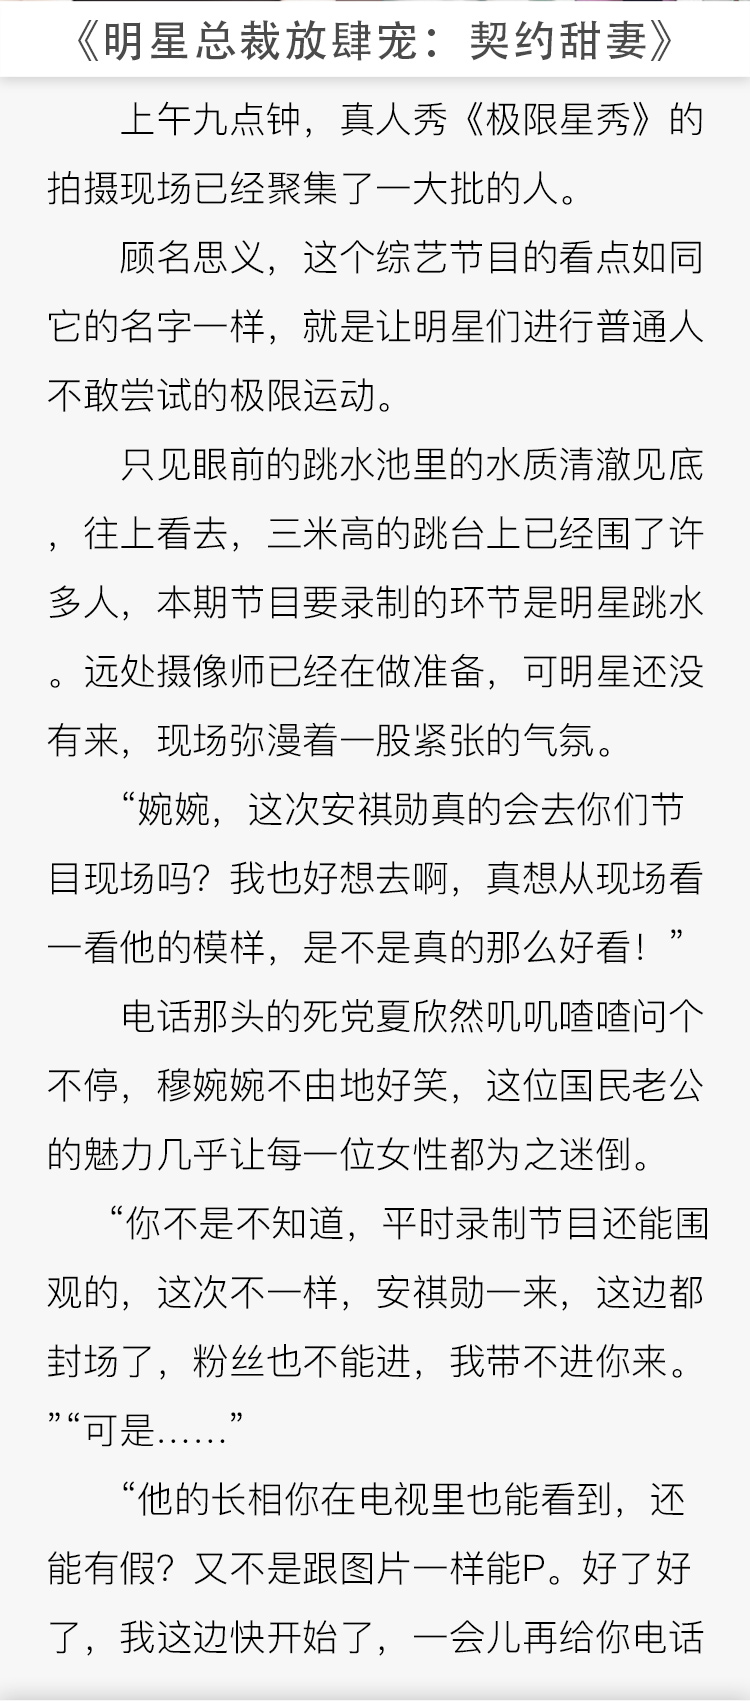 《明星总裁放肆宠：契约甜妻》
上午九点钟，真人秀《极限星秀》的
拍摄现场已经聚集了一大批的人。
顾名思义，这个综艺节目的看点如同
它的名字一样，就是让明星们进行普通人
不敢尝试的极限运动。
只见眼前的跳水池里的水质清澈见底
，往上看去，三米高的跳台上已经围了许
多人，本期节目要录制的环节是明星跳水
。远处摄像师已经在做准备，可明星还没
有来，现场弥漫着一股紧张的气氛。
“婉婉，这次安祺勋真的会去你们节
目现场吗？我也好想去啊，真想从现场看
一看他的模样，是不是真的那么好看！”
电话那头的死党夏欣然叽叽喳喳问个
不停，穆婉婉不由地好笑，这位国民老公
的魅力几乎让每一位女性都为之迷倒。
“你不是不知道，平时录制节目还能围
观的，这次不一样，安祺勋一来，这边都
封场了，粉丝也不能进，我带不进你来。
”“可是……”
“他的长相你在电视里也能看到，还
能有假？又不是跟图片一样能P。好了好
了，我这边快开始了，一会儿再给你电话